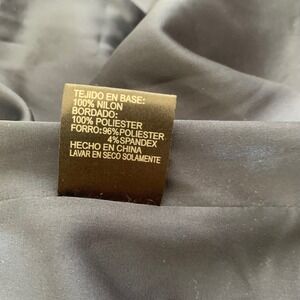 TEJIDO EN BASE:
100% NILON
BORDADO:
100% POLIESTER
FORRO: 96% POLIESTER
4% SPANDEX
HECHO EN CHINA
LAVAR EN SECO SOLAMENTE